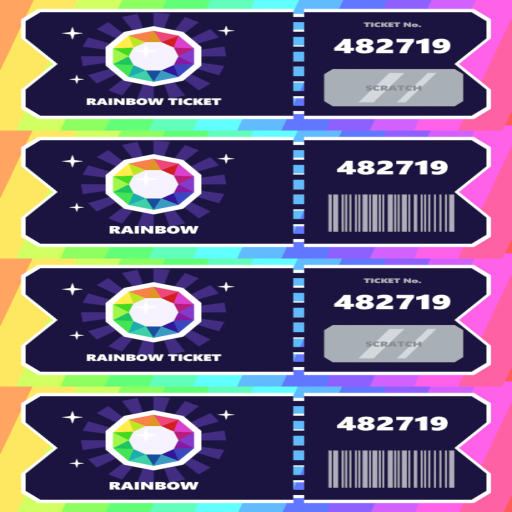 TICKET No.
482719
SCRATCH
RAINBOW TICKET
482719
RAINBOW
TICKET No.
482719
SCRATCH
RAINBOW TICKET
482719
RAINBOW